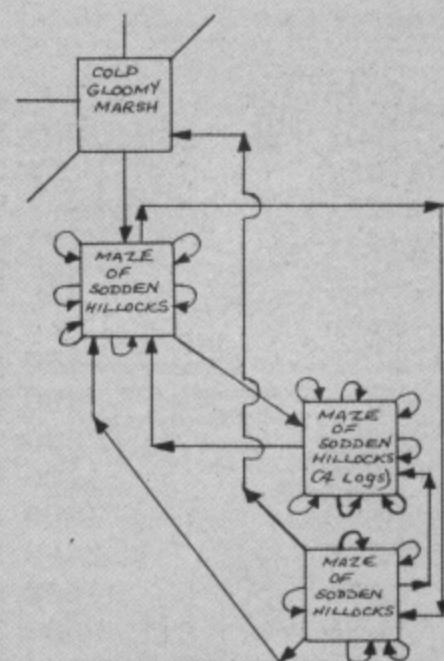 COLD
GLOOMY
MARSH
MAZE
OF
SODDEN
HILLOCKS
MAZE
OF
SODDEN
HILLOCKS
(4 Logs)
MAZE
OF
SODDEN
HILLOCKS